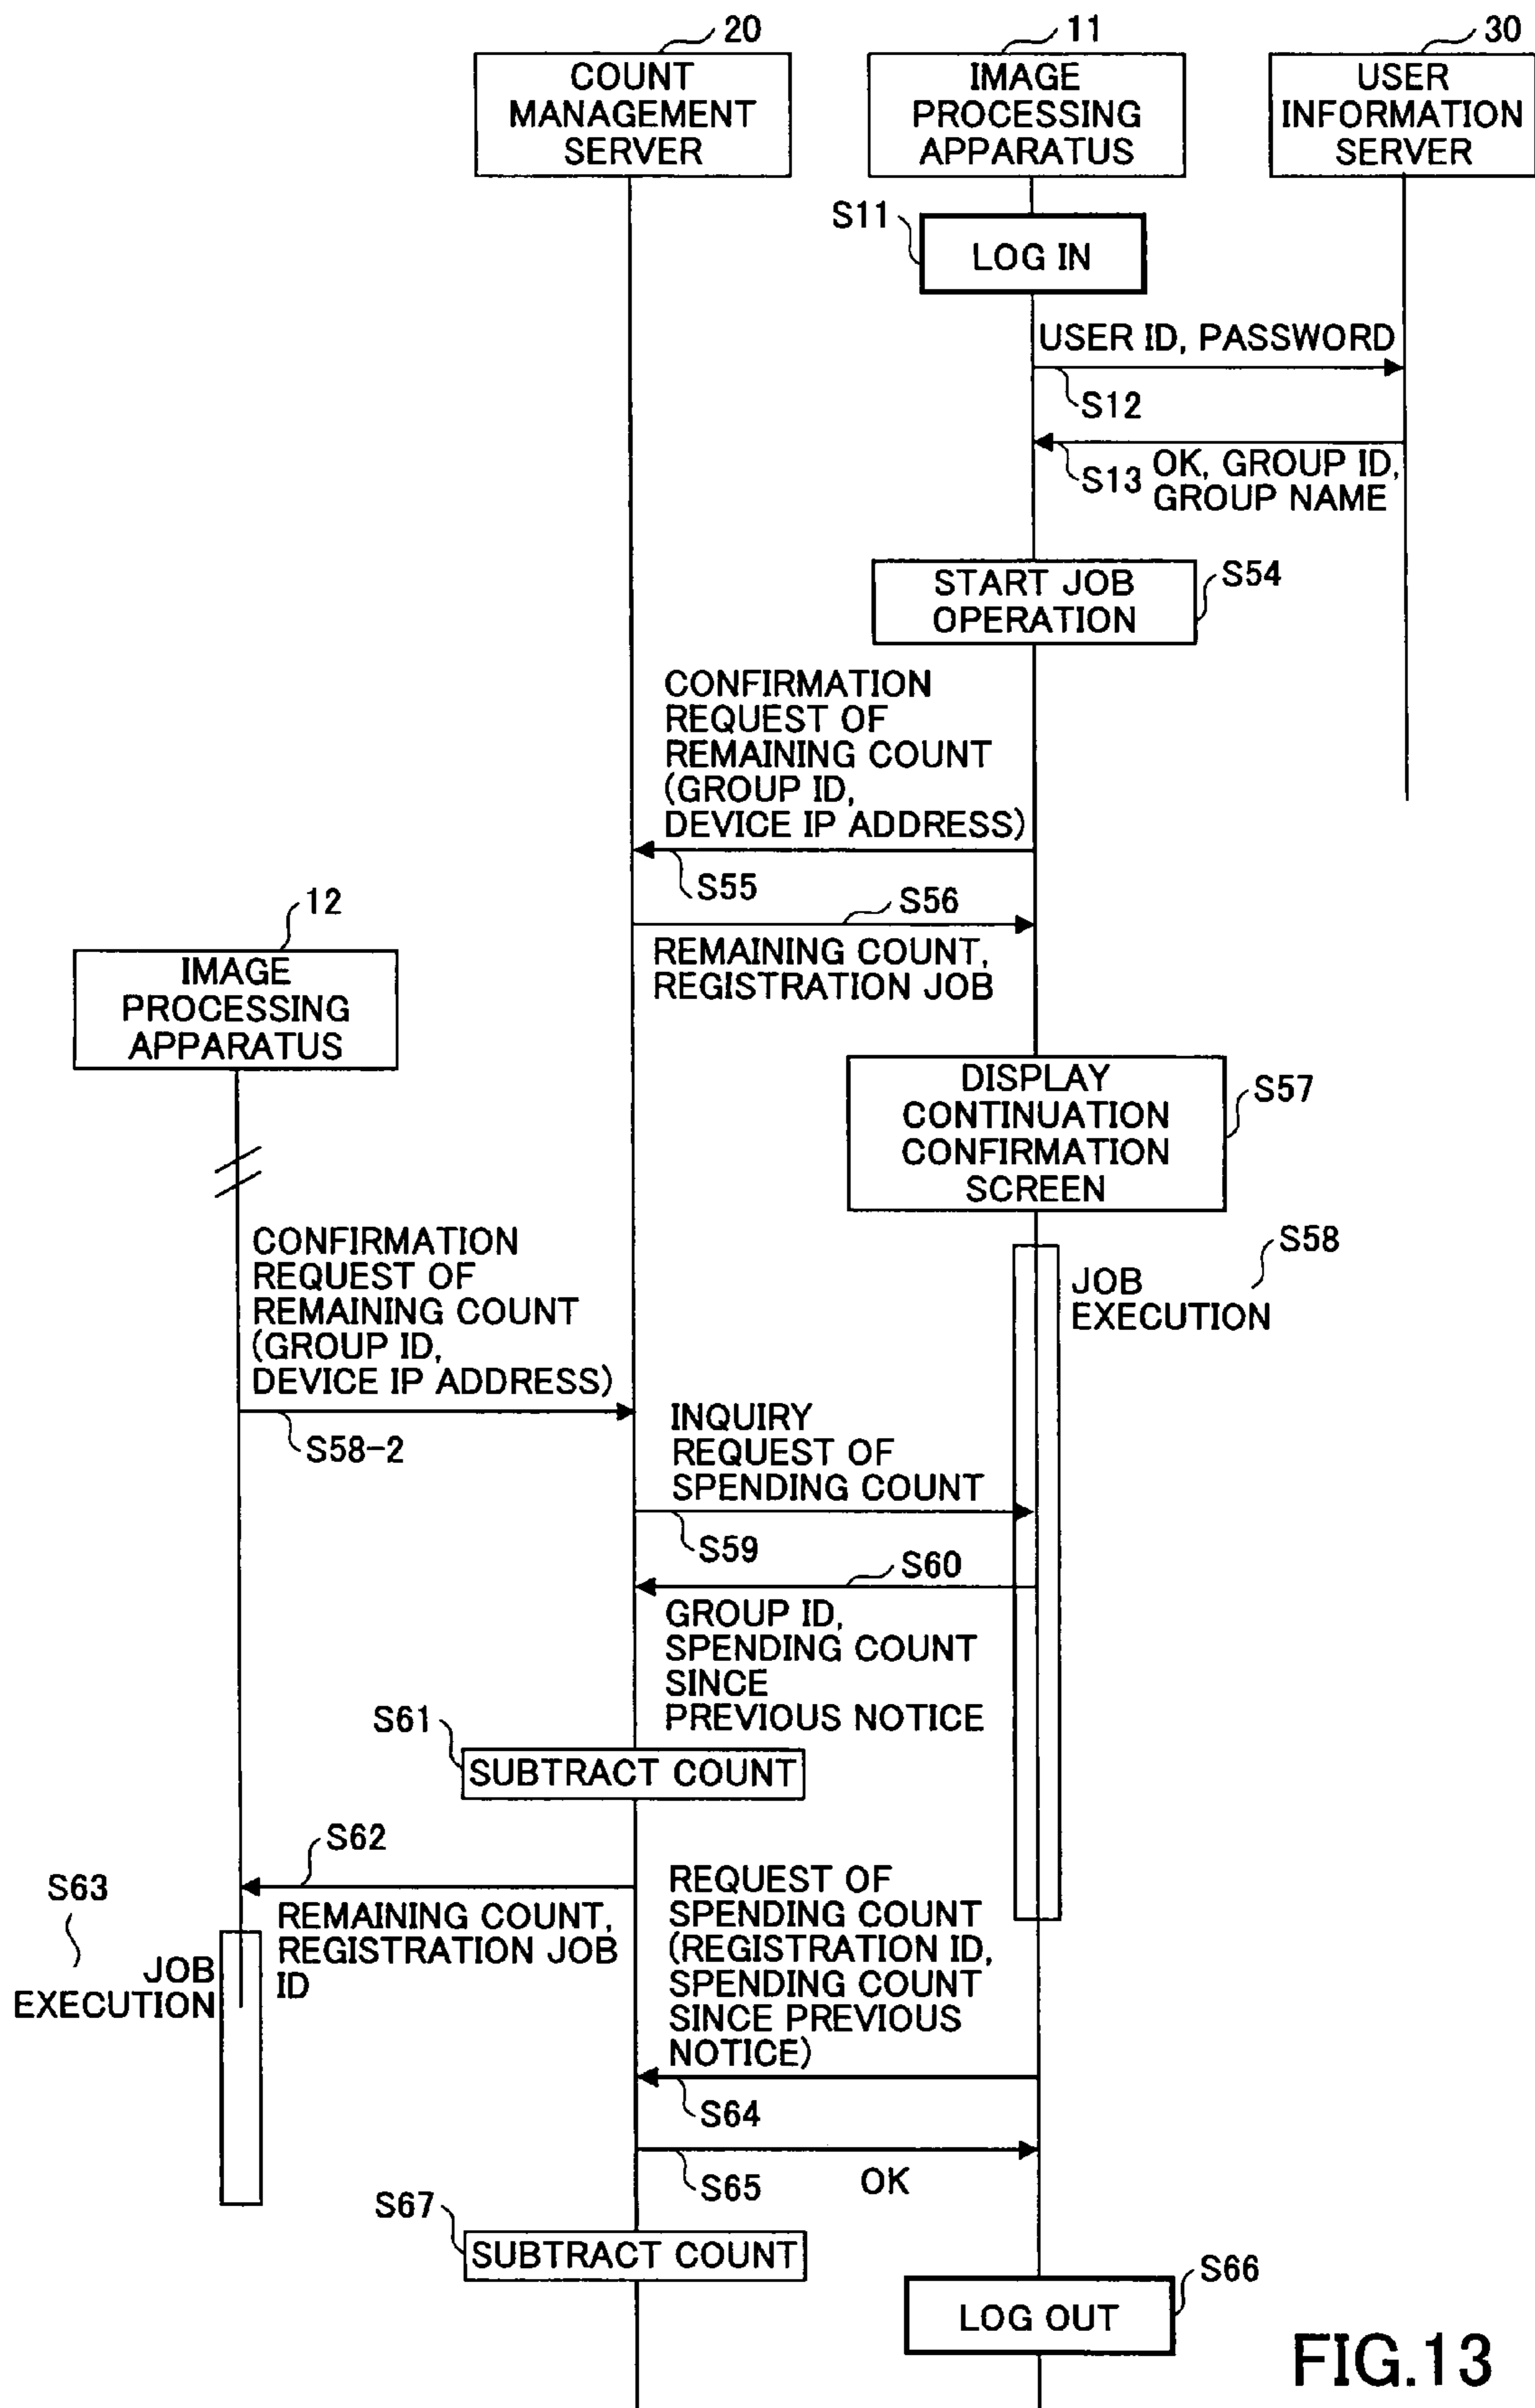 20
11
30
COUNT
MANAGEMENT
SERVER
IMAGE
PROCESSING
APPARATUS
USER
INFORMATION
SERVER
S11
LOG IN
USER ID, PASSWORD
S12
S13
OK, GROUP ID,
GROUP NAME
START JOB
OPERATION
S54
CONFIRMATION
REQUEST OF
REMAINING COUNT
(GROUP ID,
DEVICE IP ADDRESS)
S55
S56
REMAINING COUNT,
REGISTRATION JOB
12
IMAGE
PROCESSING
APPARATUS
DISPLAY
CONTINUATION
CONFIRMATION
SCREEN
S57
S58
JOB
EXECUTION
CONFIRMATION
REQUEST OF
REMAINING COUNT
(GROUP ID,
DEVICE IP ADDRESS)
S58-2
INQUIRY
REQUEST OF
SPENDING COUNT
S59
S60
GROUP ID,
SPENDING COUNT
SINCE
PREVIOUS NOTICE
S61
SUBTRACT COUNT
S62
REMAINING COUNT,
REGISTRATION JOB
ID
S63
JOB
EXECUTION
REQUEST OF
SPENDING COUNT
(REGISTRATION ID,
SPENDING COUNT
SINCE PREVIOUS
NOTICE)
S64
S65
OK
S67
SUBTRACT COUNT
S66
LOG OUT
FIG.13